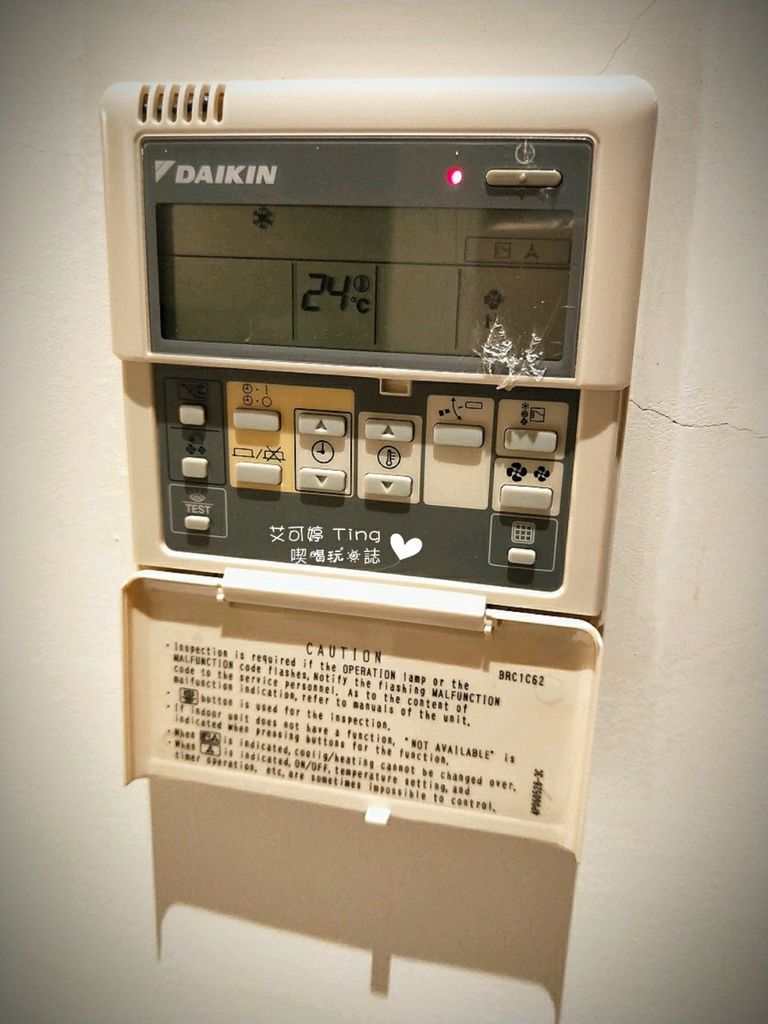 DAIKIN
24°C
TEST
艾可婷 Ting
喫喝玩樂誌
CAUTION
BRC1C62
· Inspection is required if the OPERATION lamp or the
MALFUNCTION code flashes. Notify the flashing MALFUNCTION
code to the service personnel. As to the content of
malfunction indication, refer to manuals of the unit.
· button is used for the inspection.
· If indoor unit does not have a function, "NOT AVAILABLE" is
indicated when pressing buttons for the function.
· When is indicated, coolig/heating cannot be changed over.
· When is indicated, ON/OFF, temperature setting, and
timer operation, etc, are sometimes impossible to control.